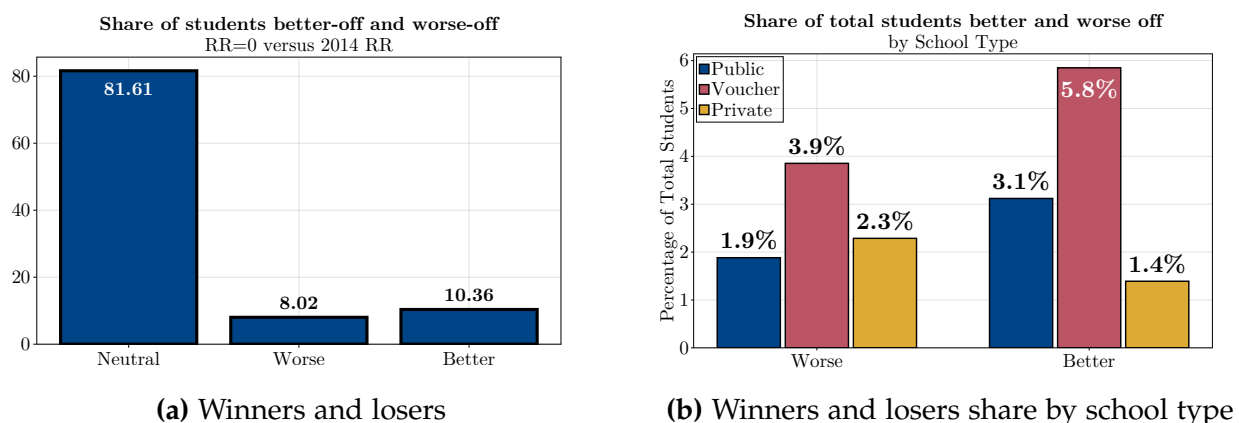 Share of students better-off and worse-off
RR=0 versus 2014 RR
80
60
40
20
0
81.61
8.02
10.36
Neutral
Worse
Better
(a) Winners and losers
Share of total students better and worse off
by School Type
Percentage of Total Students
6
5
4
3
2
1
0
Public
Voucher
Private
1.9%
3.9%
2.3%
3.1%
5.8%
1.4%
Worse
Better
(b) Winners and losers share by school type